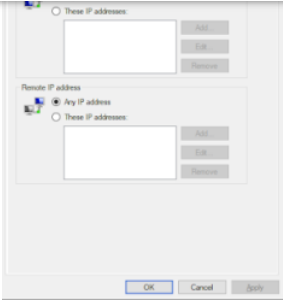 These IP addresses:
Add...
Edit...
Remove
Remote IP address
Any IP address
These IP addresses:
Add...
Edit...
Remove
OK
Cancel
Apply